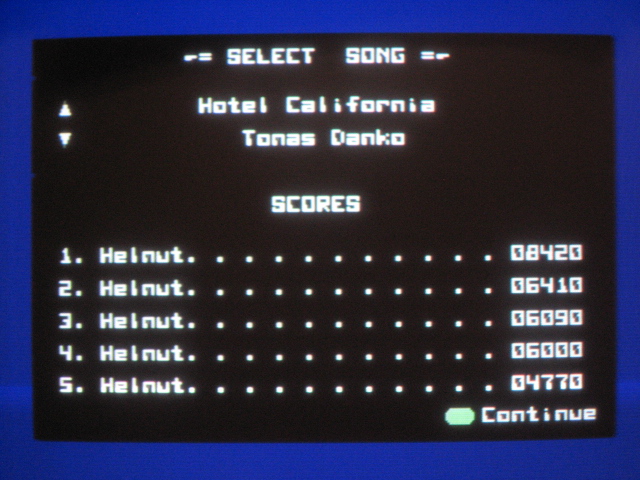 -= SELECT SONG =-
Hotel California
Tomas Danko
SCORES
1. Helmut. . . . . . . . . . . 08420
2. Helmut. . . . . . . . . . . 06410
3. Helmut. . . . . . . . . . . 06090
4. Helmut. . . . . . . . . . . 06000
5. Helmut. . . . . . . . . . . 04770
Continue